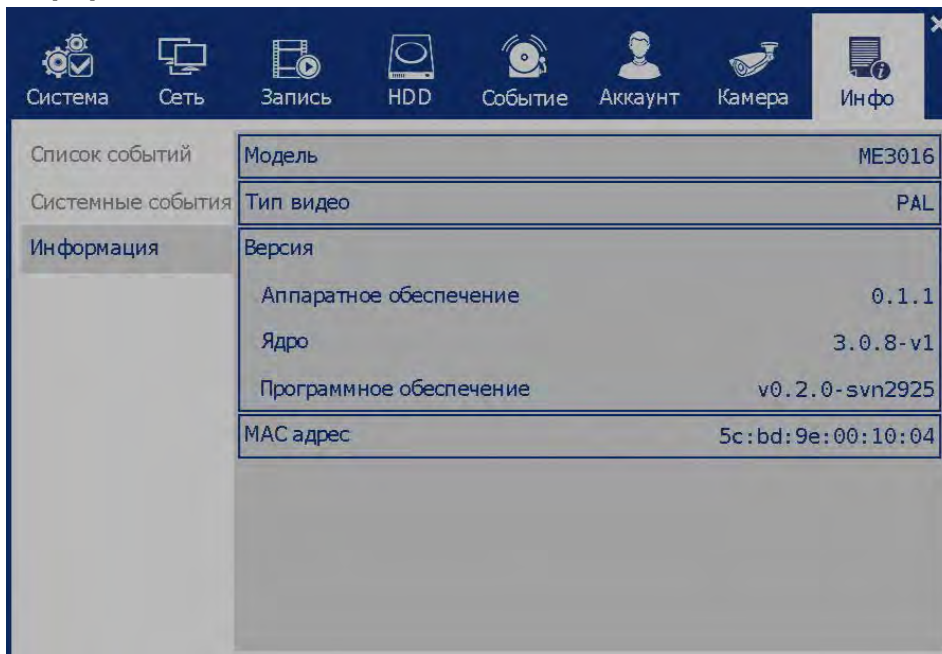 Система Сеть Запись HDD Событие Аккаунт Камера Инфо
Список событий
Модель ME3016
Системные события
Тип видео PAL
Информация
Версия
Аппаратное обеспечение 0.1.1
Ядро 3.0.8-v1
Программное обеспечение v0.2.0-svn2925
MAC адрес 5c:bd:9e:00:10:04